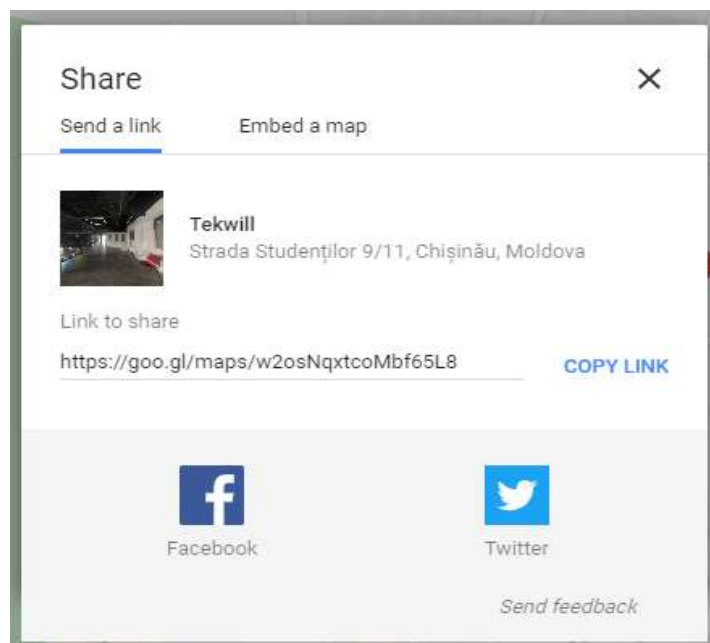 Share
Send a link Embed a map
Tekwill
Strada Studenților 9/11, Chișinău, Moldova
Link to share
https://goo.gl/maps/w2osNqxtcoMbf65L8 COPY LINK
Facebook Twitter
Send feedback